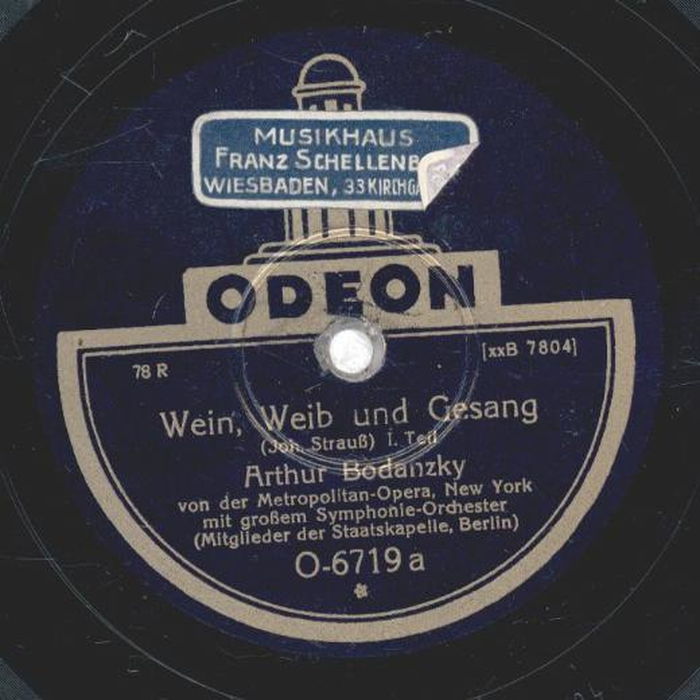 MUSIKHAUS
FRANZ SCHELLENB
WIESBADEN, 33 KIRCHG
ODEON
78 R
[xxB 7804]
Wein, Weib und Gesang
(Joh. Strauß) I. Teil
Arthur Bodanzky
von der Metropolitan-Opera, New York
mit großem Symphonie-Orchester
(Mitglieder der Staatskapelle, Berlin)
O-6719 a